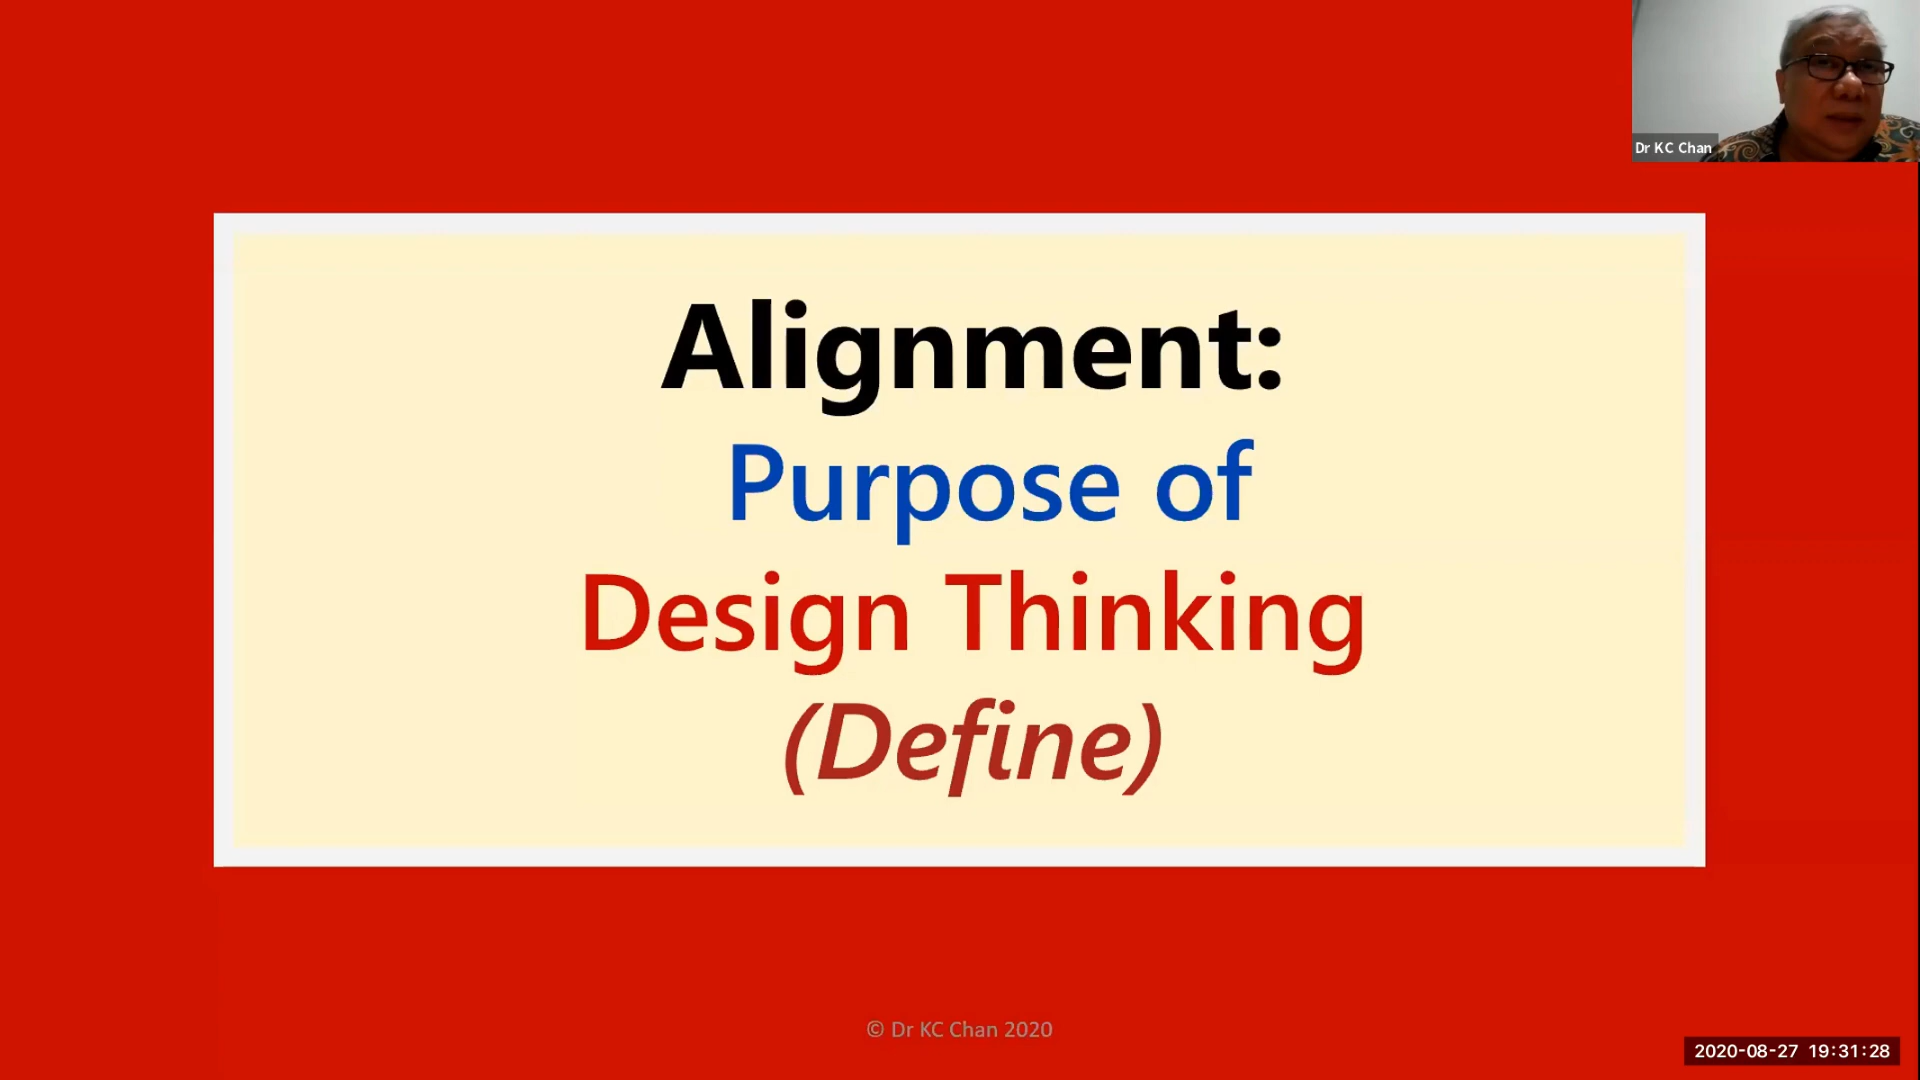 Dr KC Chan
Alignment:
Purpose of
Design Thinking
(Define)
© Dr KC Chan 2020
2020-08-27 19:31:28